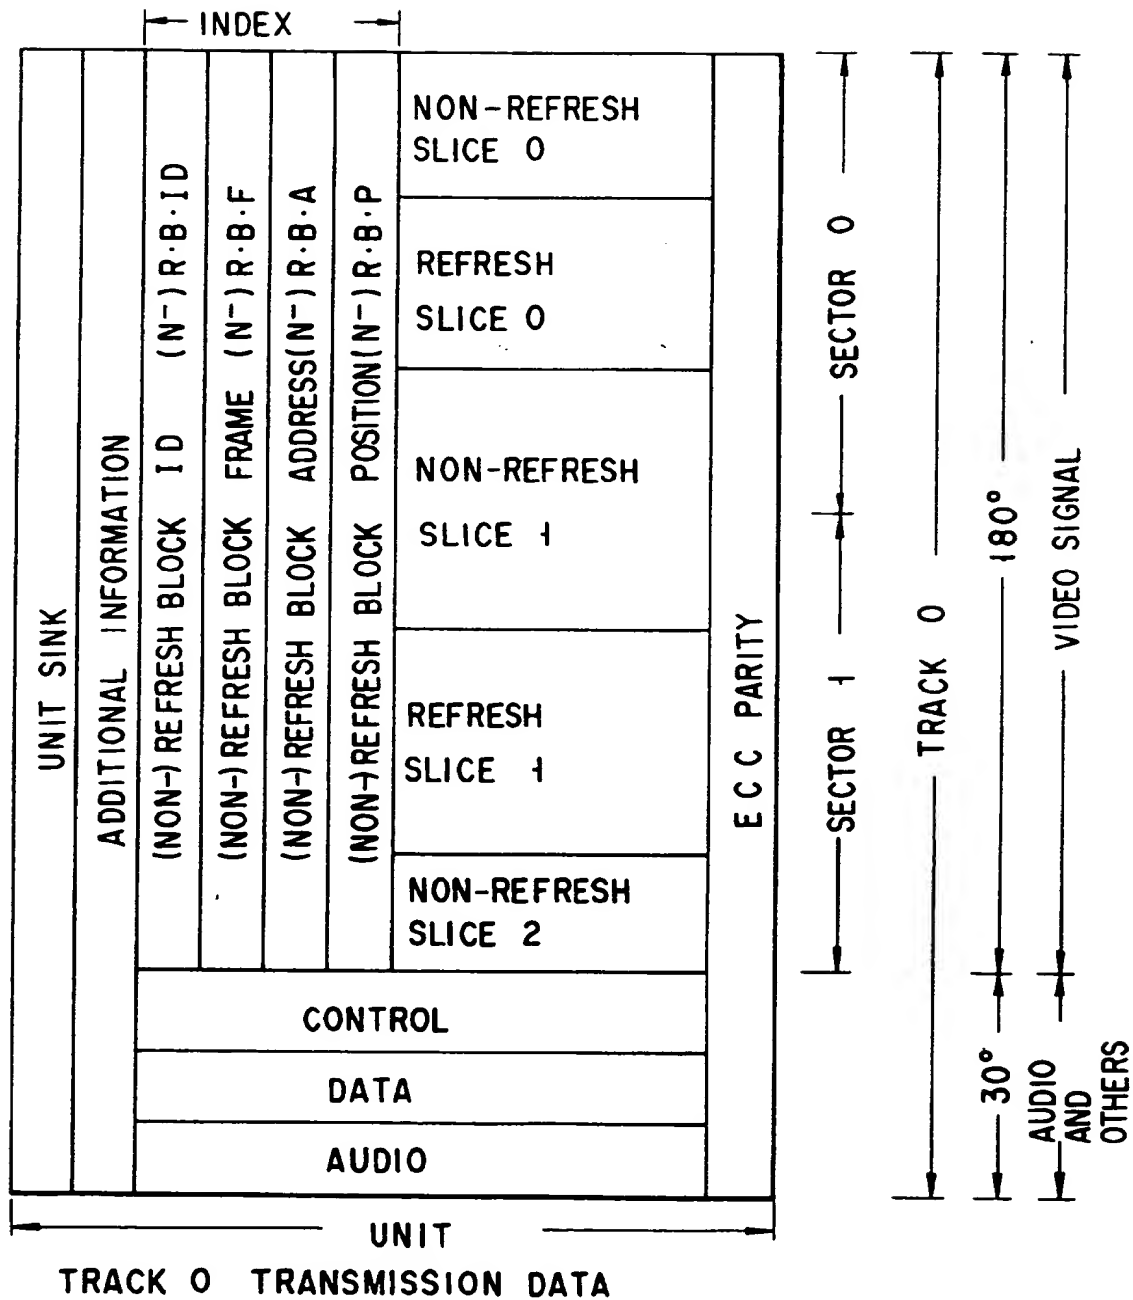 INDEX
UNIT SINK
ADDITIONAL INFORMATION
(NON-)REFRESH BLOCK ID (N-)R·B·ID
(NON-)REFRESH BLOCK FRAME (N-)R·B·F
(NON-)REFRESH BLOCK ADDRESS(N-)R·B·A
(NON-)REFRESH BLOCK POSITION(N-)R·B·P
NON-REFRESH
SLICE 0
REFRESH
SLICE 0
NON-REFRESH
SLICE 1
REFRESH
SLICE 1
NON-REFRESH
SLICE 2
ECC PARITY
CONTROL
DATA
AUDIO
SECTOR 0
SECTOR 1
TRACK 0
180°
30°
VIDEO SIGNAL
AUDIO
AND
OTHERS
UNIT
TRACK 0 TRANSMISSION DATA